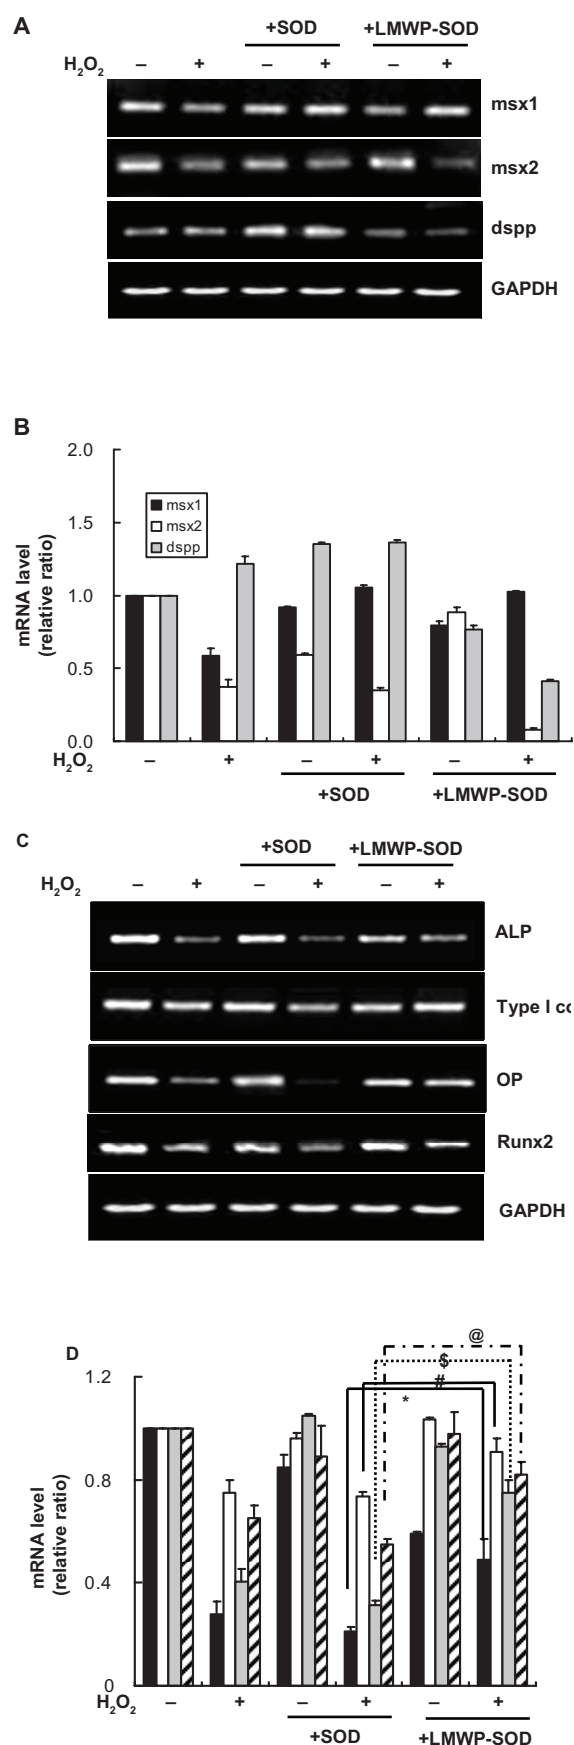 A
+SOD +LMWP-SOD
H2O2 – + – + – +
msx1
msx2
dspp
GAPDH
B
2.0
1.5
1.0
0.5
0.0
mRNA lavel
(relative ratio)
msx1
msx2
dspp
H2O2 – + – + – +
+SOD +LMWP-SOD
C
+SOD +LMWP-SOD
H2O2 – + – + – +
ALP
Type I co
OP
Runx2
GAPDH
D
@
$
#
*
1.2
0.8
0.4
0
mRNA level
(relative ratio)
H2O2 – + – + – +
+SOD +LMWP-SOD